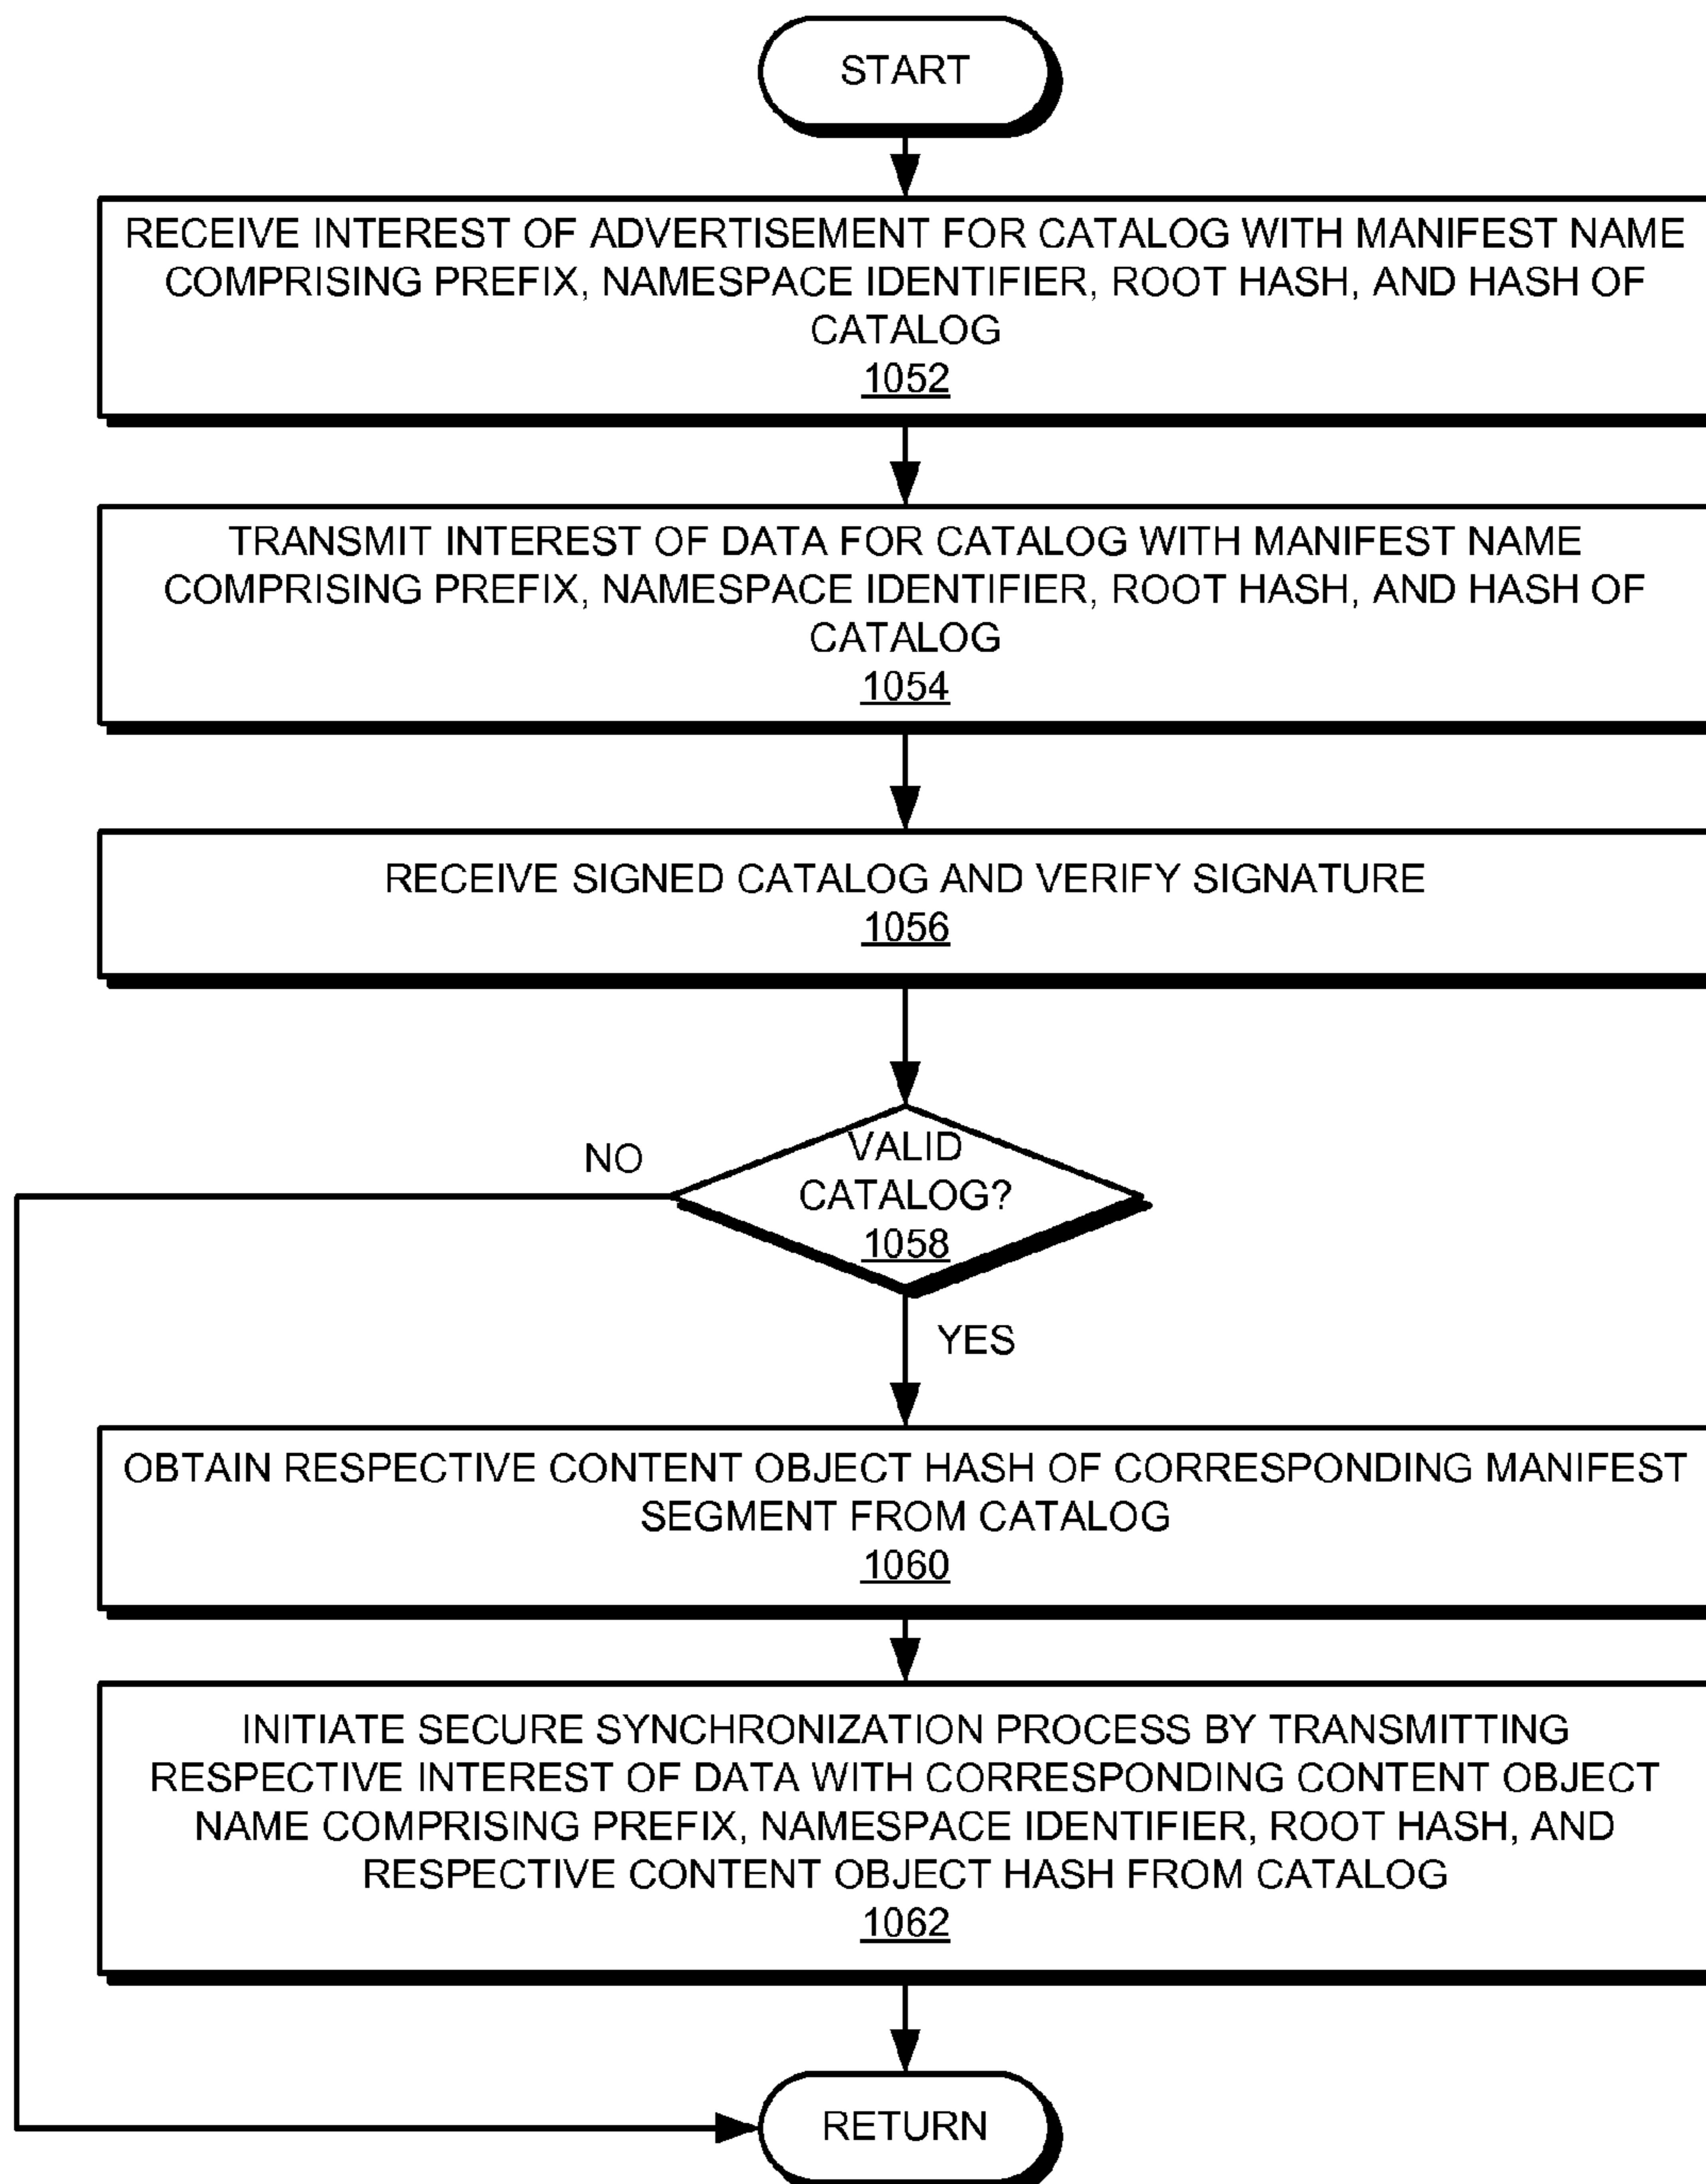 START
RECEIVE INTEREST OF ADVERTISEMENT FOR CATALOG WITH MANIFEST NAME
COMPRISING PREFIX, NAMESPACE IDENTIFIER, ROOT HASH, AND HASH OF
CATALOG
1052
TRANSMIT INTEREST OF DATA FOR CATALOG WITH MANIFEST NAME
COMPRISING PREFIX, NAMESPACE IDENTIFIER, ROOT HASH, AND HASH OF
CATALOG
1054
RECEIVE SIGNED CATALOG AND VERIFY SIGNATURE
1056
VALID
CATALOG?
1058
NO
YES
OBTAIN RESPECTIVE CONTENT OBJECT HASH OF CORRESPONDING MANIFEST
SEGMENT FROM CATALOG
1060
INITIATE SECURE SYNCHRONIZATION PROCESS BY TRANSMITTING
RESPECTIVE INTEREST OF DATA WITH CORRESPONDING CONTENT OBJECT
NAME COMPRISING PREFIX, NAMESPACE IDENTIFIER, ROOT HASH, AND
RESPECTIVE CONTENT OBJECT HASH FROM CATALOG
1062
RETURN